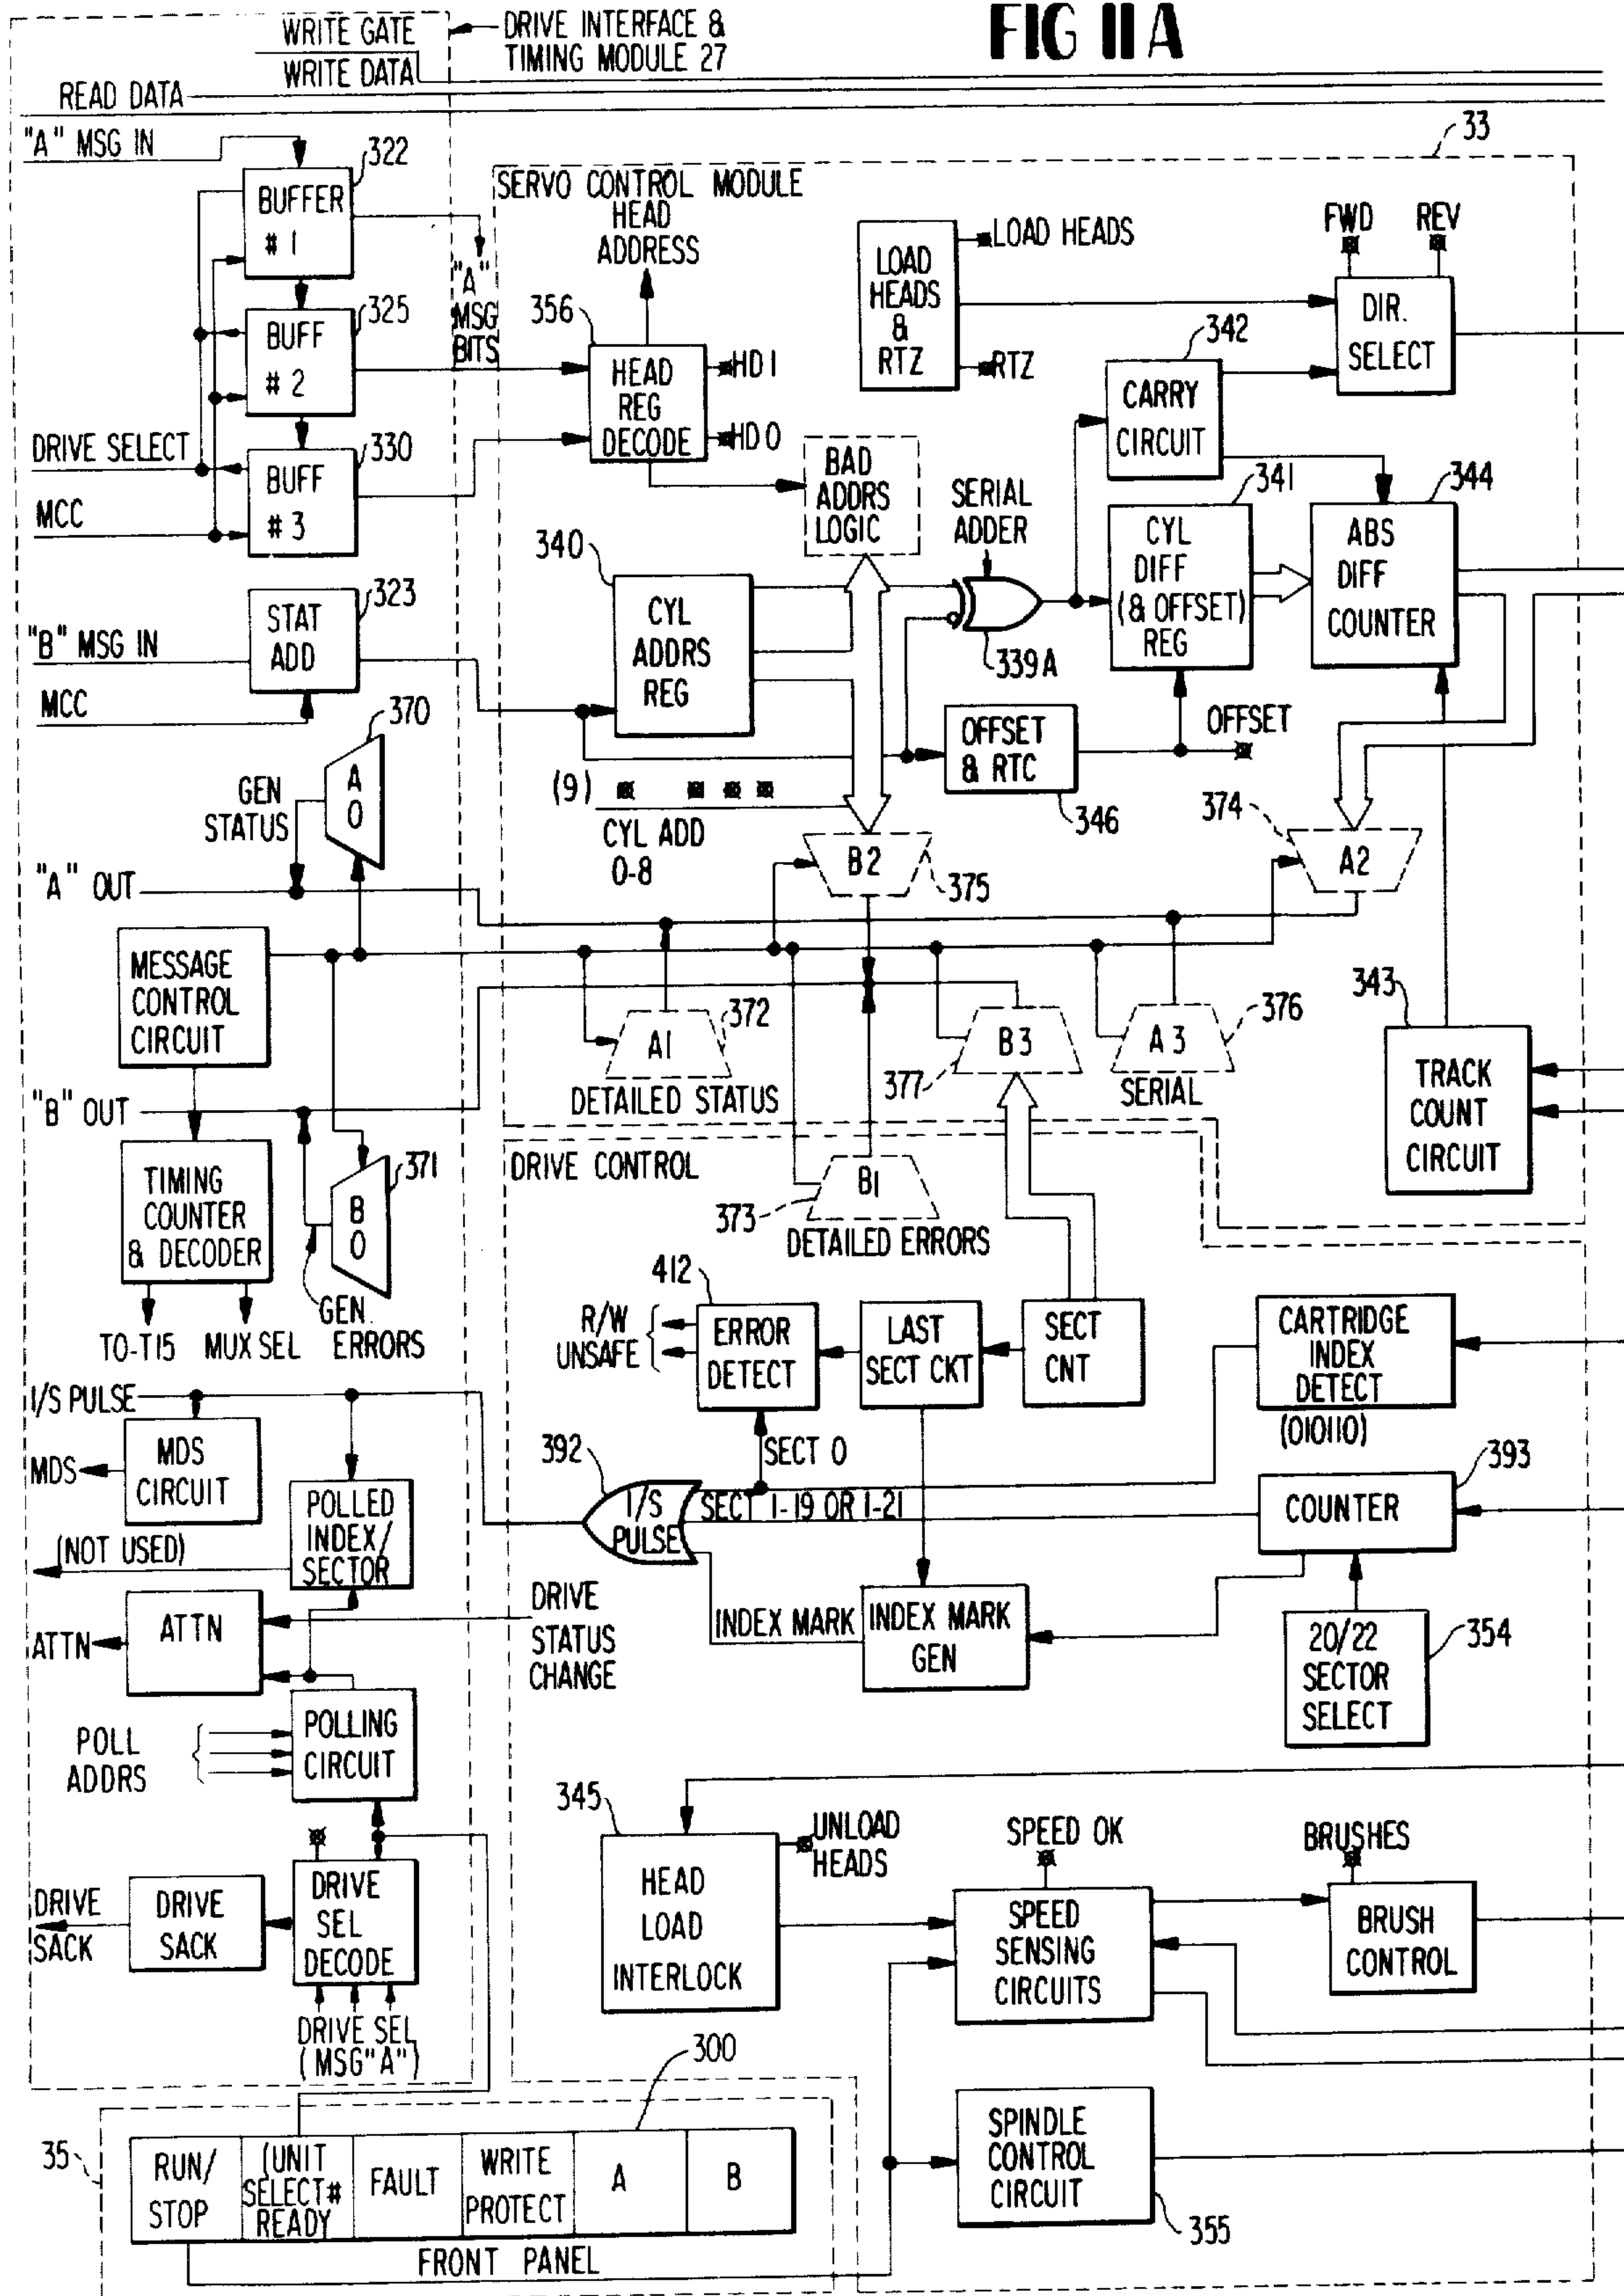 FIG 11A
WRITE GATE
DRIVE INTERFACE &
TIMING MODULE 27
WRITE DATA
READ DATA
"A" MSG IN
322
33
BUFFER
# 1
"A"
MSG
BITS
SERVO CONTROL MODULE
HEAD
ADDRESS
LOAD
HEADS
&
RTZ
LOAD HEADS
RTZ
FWD
REV
DIR.
SELECT
BUFF
# 2
325
356
HEAD
REG
DECODE
HD1
HD0
342
CARRY
CIRCUIT
DRIVE SELECT
BUFF
# 3
330
MCC
BAD
ADDRS
LOGIC
SERIAL
ADDER
341
CYL
DIFF
(& OFFSET)
REG
344
ABS
DIFF
COUNTER
340
CYL
ADDRS
REG
339A
"B" MSG IN
STAT
ADD
323
MCC
370
A
0
GEN
STATUS
(9)
CYL ADD
0-8
OFFSET
& RTC
OFFSET
346
374
A2
B2
375
"A" OUT
MESSAGE
CONTROL
CIRCUIT
A1
372
DETAILED STATUS
B3
377
A3
376
SERIAL
343
TRACK
COUNT
CIRCUIT
"B" OUT
TIMING
COUNTER
& DECODER
371
B
0
GEN.
ERRORS
TO-T15
MUX SEL
DRIVE CONTROL
B1
373
DETAILED ERRORS
412
R/W
UNSAFE
ERROR
DETECT
LAST
SECT CKT
SECT
CNT
CARTRIDGE
INDEX
DETECT
(010110)
I/S PULSE
MDS
MDS
CIRCUIT
POLLED
INDEX/
SECTOR
(NOT USED)
392
I/S
PULSE
SECT 0
SECT 1-19 OR 1-21
COUNTER
393
INDEX MARK
INDEX MARK
GEN
20/22
SECTOR
SELECT
354
ATTN
ATTN
DRIVE
STATUS
CHANGE
POLL
ADDRS
POLLING
CIRCUIT
345
HEAD
LOAD
INTERLOCK
UNLOAD
HEADS
SPEED OK
SPEED
SENSING
CIRCUITS
BRUSHES
BRUSH
CONTROL
DRIVE
SACK
DRIVE
SACK
DRIVE
SEL
DECODE
DRIVE SEL
(MSG "A")
300
35
RUN/
STOP
(UNIT
SELECT#
READY
FAULT
WRITE
PROTECT
A
B
FRONT PANEL
SPINDLE
CONTROL
CIRCUIT
355